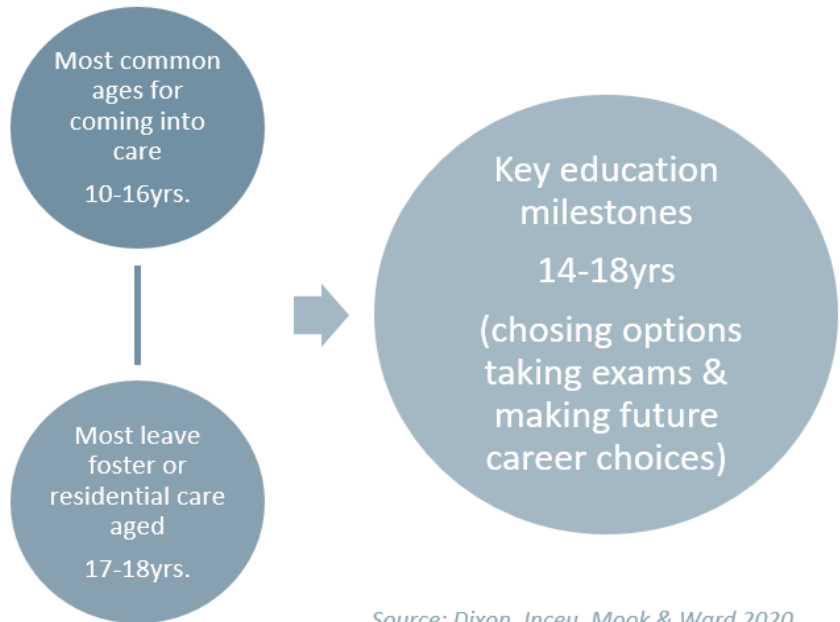 Most common
ages for
coming into
care
10-16yrs.
Most leave
foster or
residential care
aged
17-18yrs.
Key education
milestones
14-18yrs
(chosing options
taking exams &
making future
career choices)
Source: Dixon, Inceu, Mook & Ward 2020